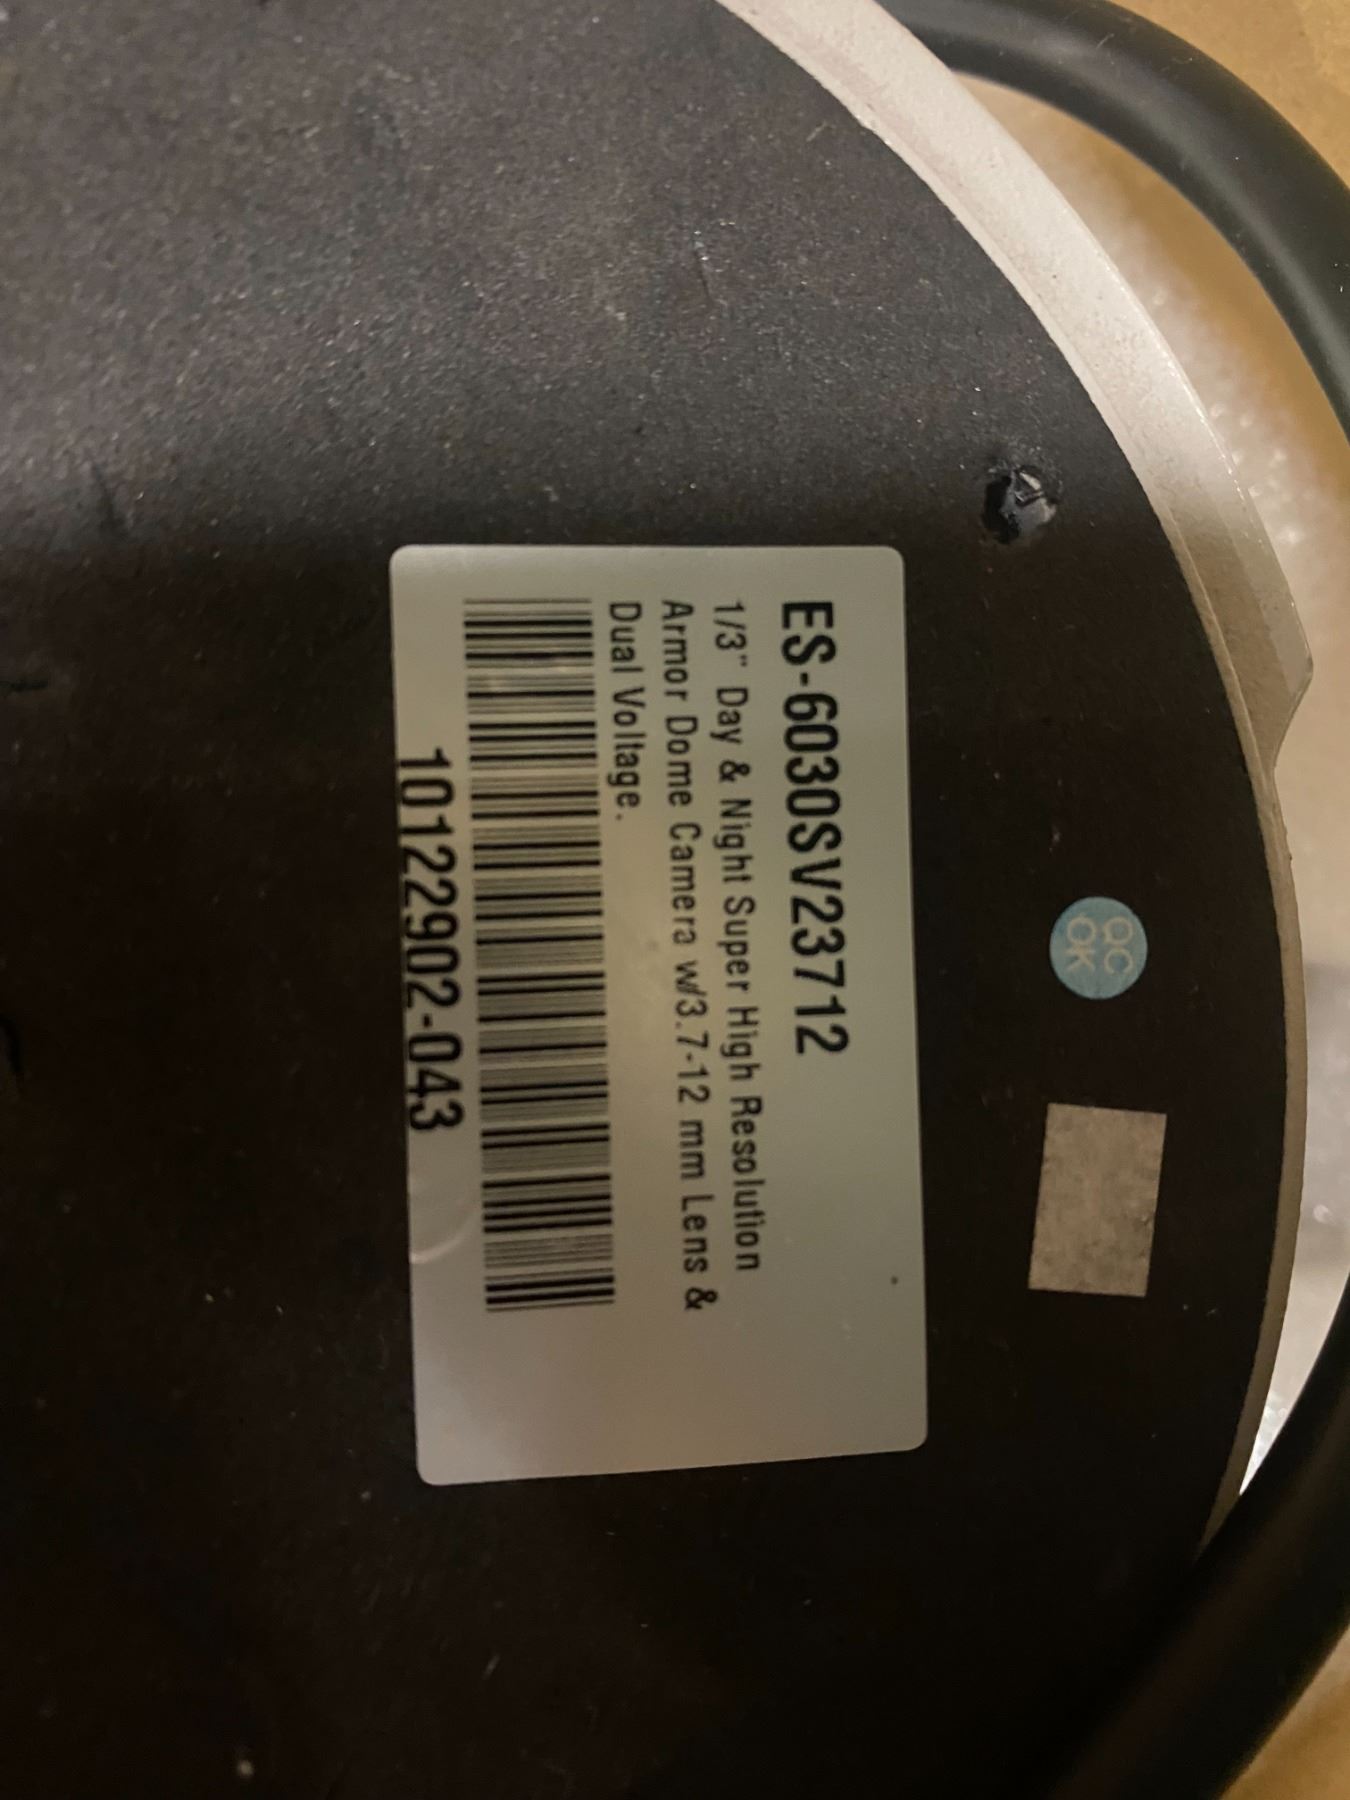 ES-6030SV23712
1/3" Day & Night Super High Resolution
Armor Dome Camera w/3.7-12 mm Lens &
Dual Voltage.
10122902-043
QC
OK